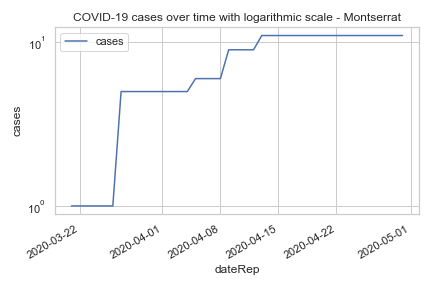 COVID-19 cases over time with logarithmic scale - Montserrat
cases
10¹
10⁰
cases
2020-03-22
2020-04-01
2020-04-08
2020-04-15
2020-04-22
2020-05-01
dateRep